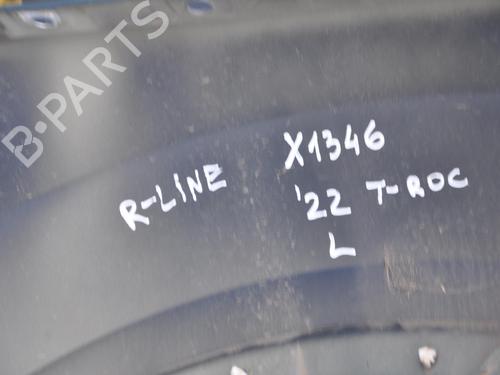 B-PARTS
R-LINE X1346
'22 T-ROC
L